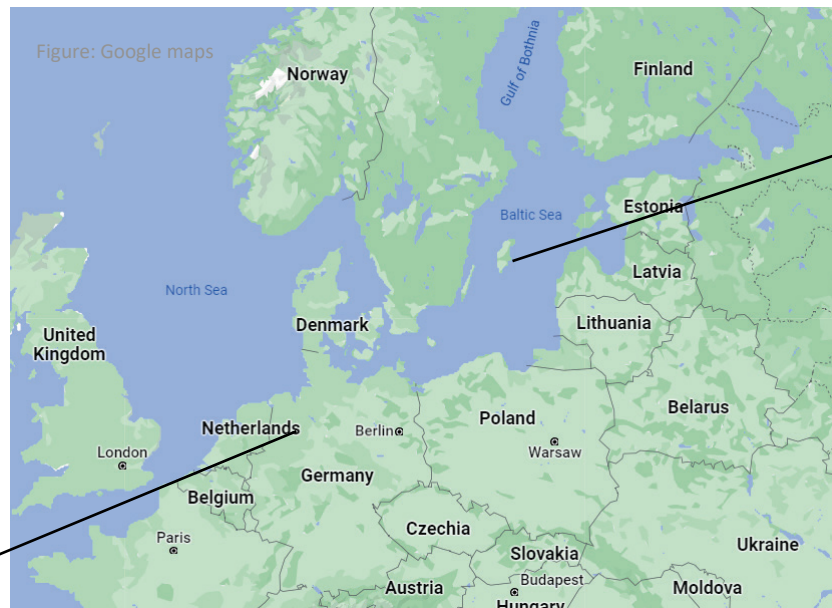 Figure: Google maps
Norway
Gulf of Bothnia
Finland
Estonia
Baltic Sea
Latvia
North Sea
Denmark
Lithuania
United
Kingdom
Belarus
Poland
Netherlands
Berlin
London
Warsaw
Germany
Belgium
Paris
Czechia
Ukraine
Slovakia
Budapest
Austria
Moldova
Hungary